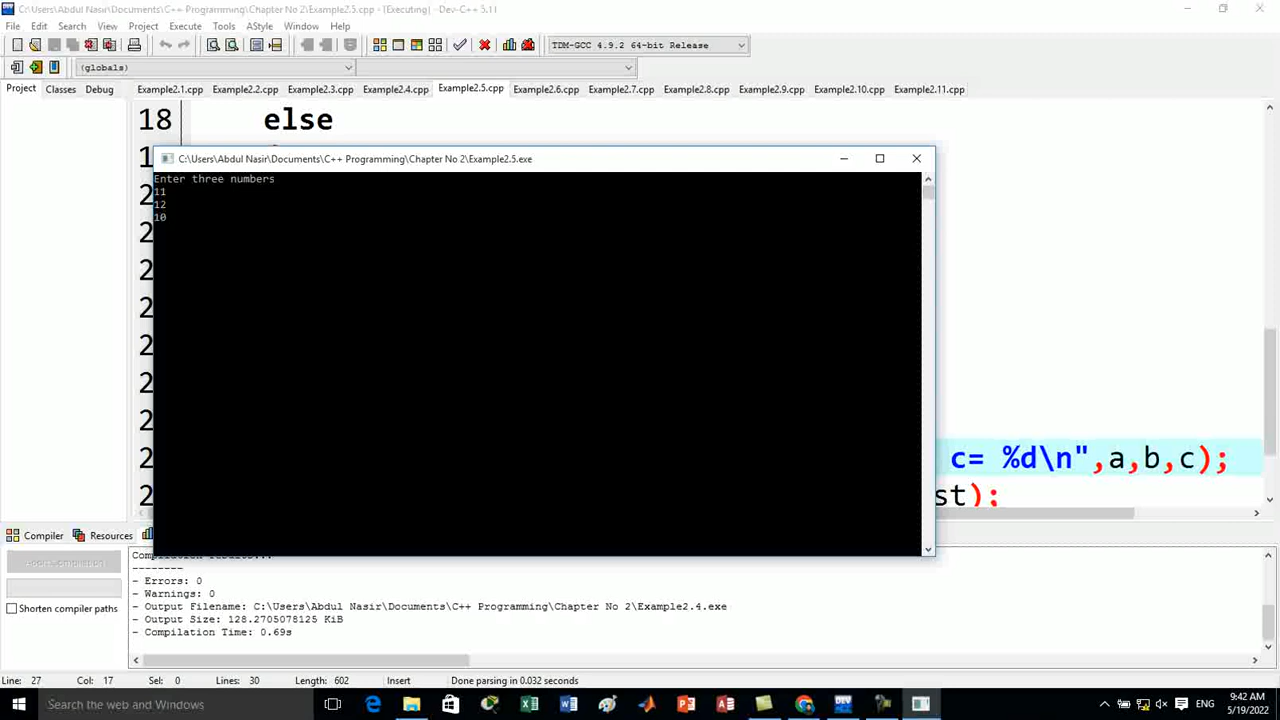 C:\Users\Abdul Nasir\Documents\C++ Programming\Chapter No 2\Example2.5.cpp - [Executing] - Dev-C++ 5.11
File Edit Search View Project Execute Tools AStyle Window Help
TDM-GCC 4.9.2 64-bit Release
(globals)
Project Classes Debug Example2.1.cpp Example2.2.cpp Example2.3.cpp Example2.4.cpp Example2.5.cpp Example2.6.cpp Example2.7.cpp Example2.8.cpp Example2.9.cpp Example2.10.cpp Example2.11.cpp
18 else
C:\Users\Abdul Nasir\Documents\C++ Programming\Chapter No 2\Example2.5.exe
Enter three numbers
11
12
10
c= %d\n",a,b,c);
st);
Compiler Resources
Compilation results...
--------
- Errors: 0
- Warnings: 0
- Output Filename: C:\Users\Abdul Nasir\Documents\C++ Programming\Chapter No 2\Example2.4.exe
- Output Size: 128.2705078125 KiB
- Compilation Time: 0.69s
Abort Compilation
Shorten compiler paths
Line: 27 Col: 17 Sel: 0 Lines: 30 Length: 602 Insert Done parsing in 0.032 seconds
Search the web and Windows
ENG
9:42 AM
5/19/2022